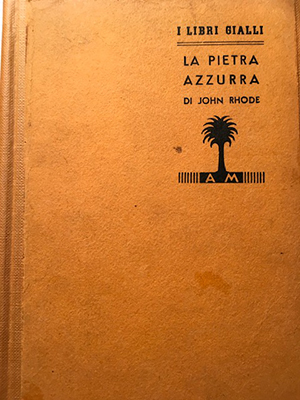 I LIBRI GIALLI
LA PIETRA
AZZURRA
DI JOHN RHODE
A M